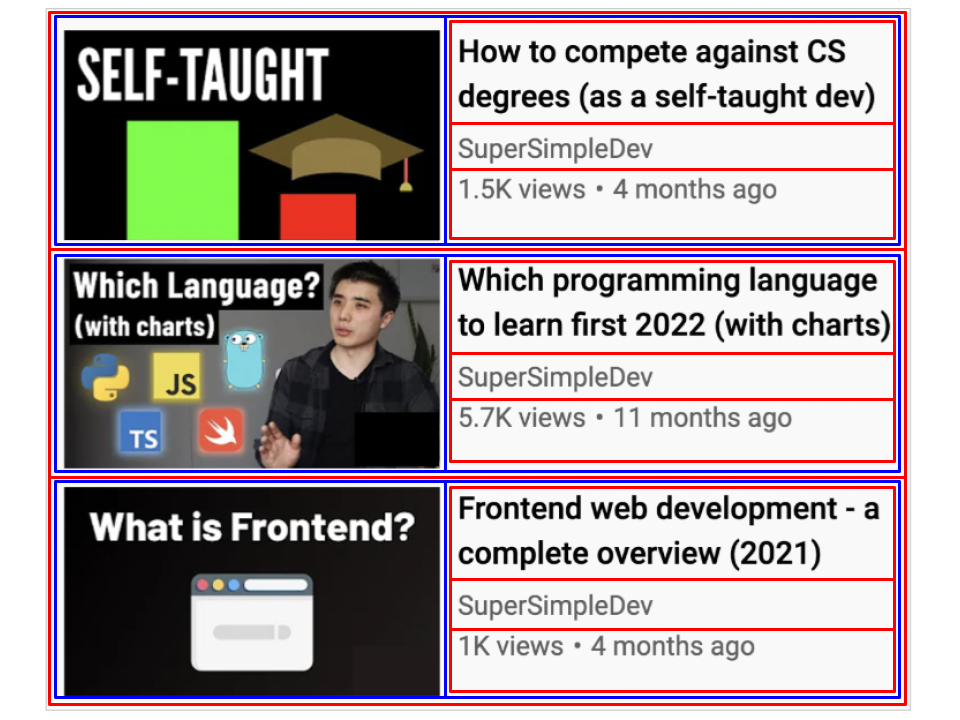 SELF-TAUGHT
How to compete against CS
degrees (as a self-taught dev)
SuperSimpleDev
1.5K views • 4 months ago
Which Language?
(with charts)
JS
TS
Which programming language
to learn first 2022 (with charts)
SuperSimpleDev
5.7K views • 11 months ago
What is Frontend?
Frontend web development - a
complete overview (2021)
SuperSimpleDev
1K views • 4 months ago